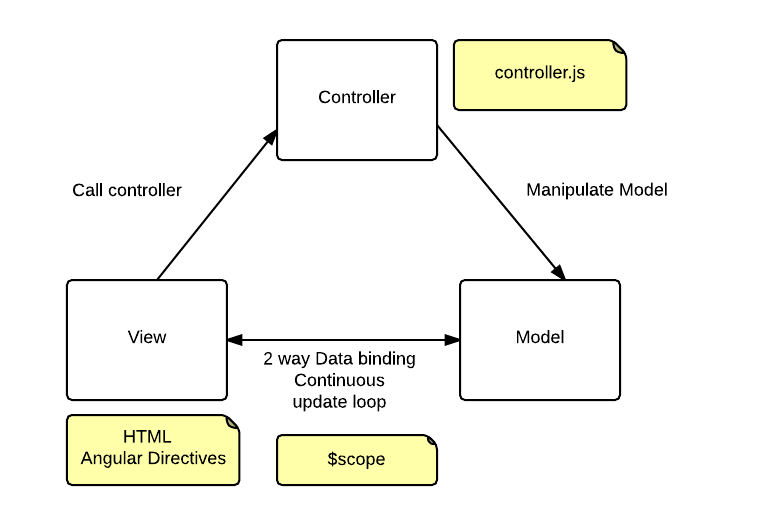 Controller
controller.js
Call controller
Manipulate Model
View
Model
2 way Data binding
Continuous
update loop
HTML
Angular Directives
$scope